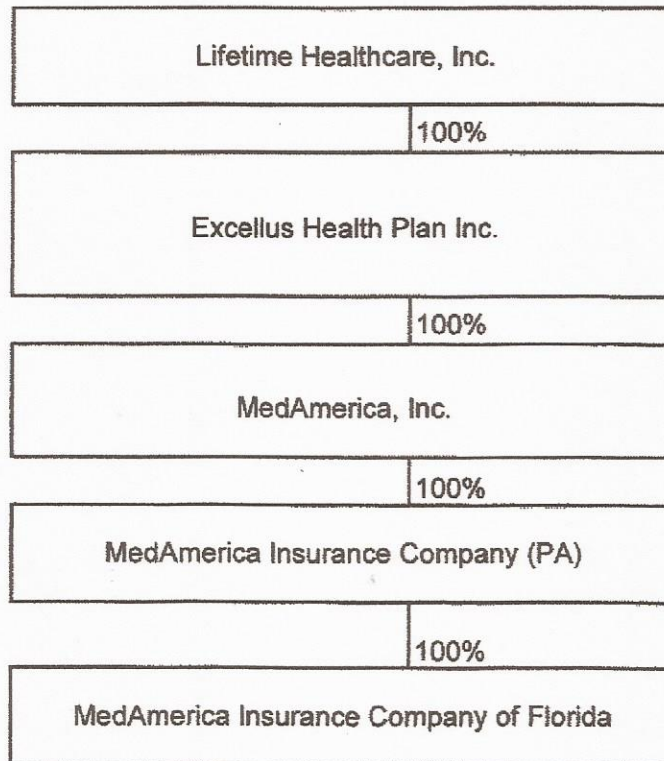 Lifetime Healthcare, Inc.
100%
Excellus Health Plan Inc.
100%
MedAmerica, Inc.
100%
MedAmerica Insurance Company (PA)
100%
MedAmerica Insurance Company of Florida